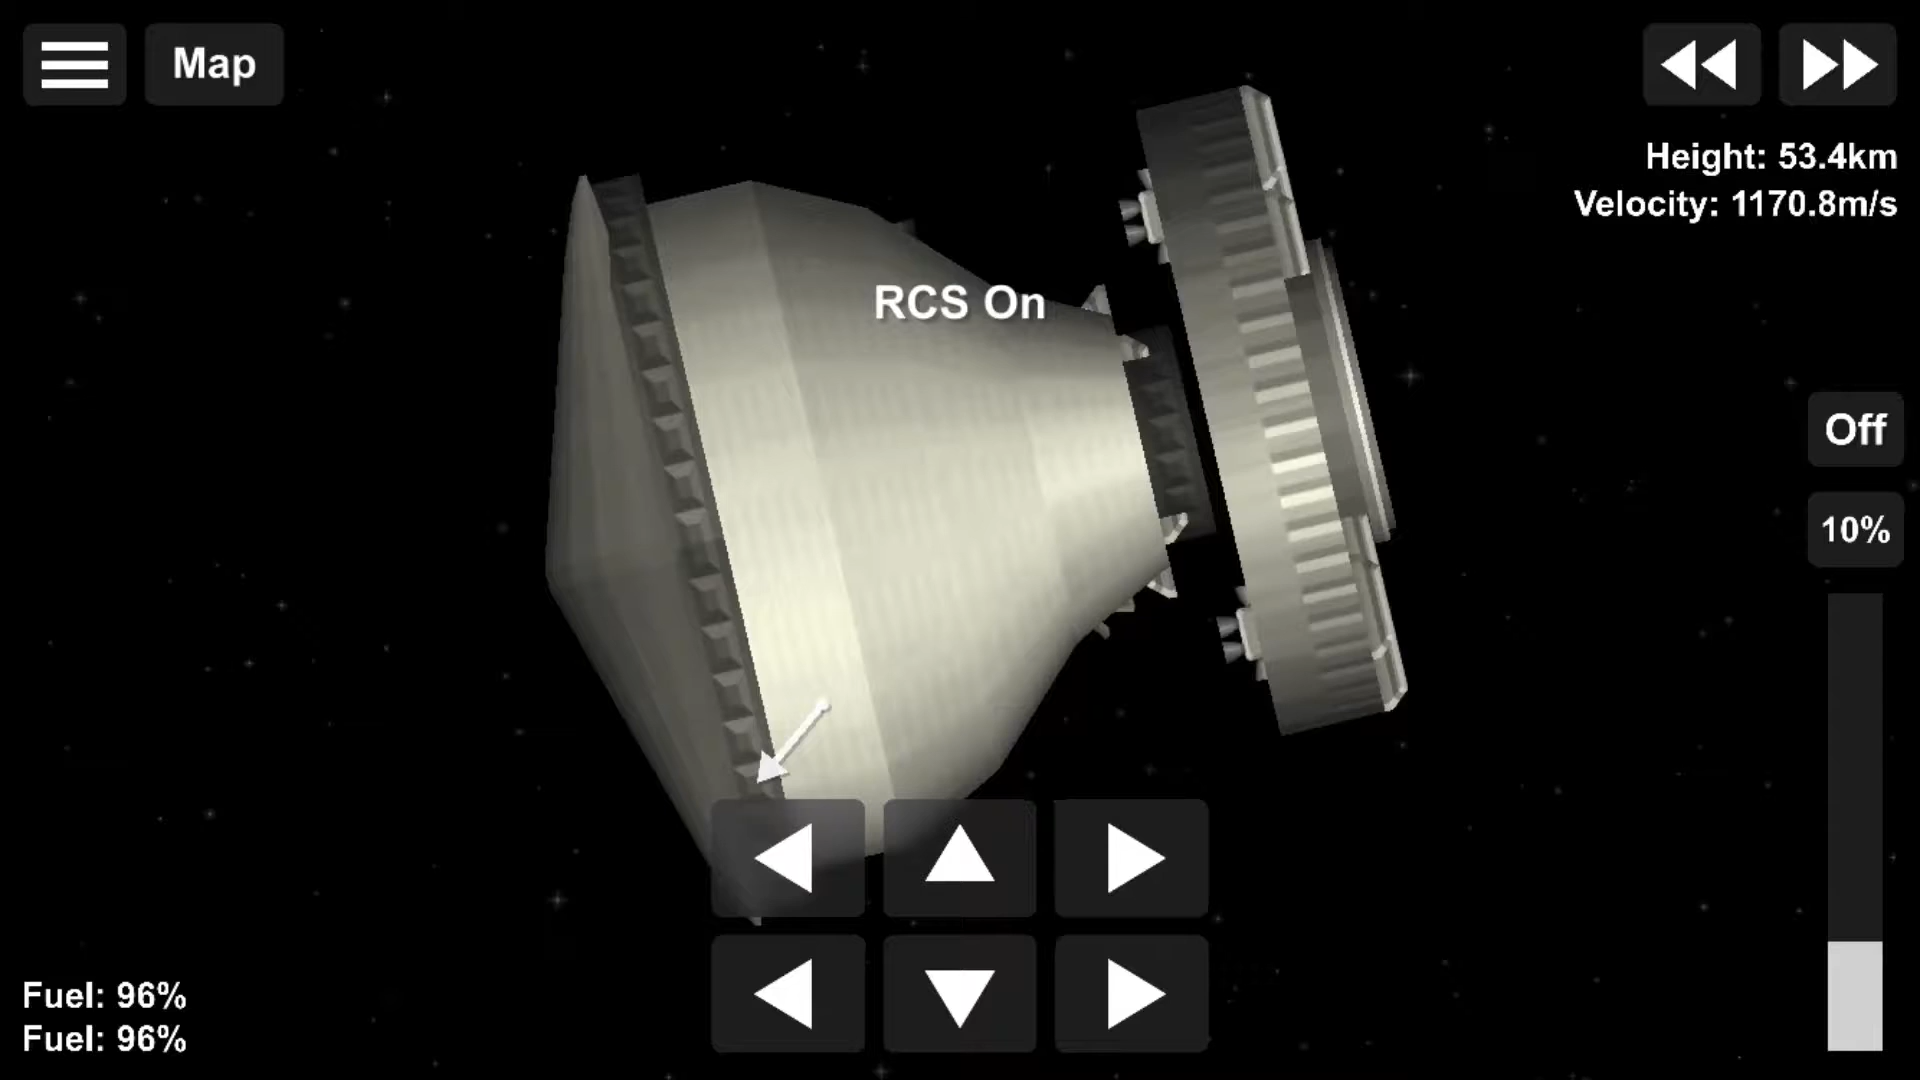 Map
Height: 53.4km
Velocity: 1170.8m/s
RCS On
Off
10%
Fuel: 96%
Fuel: 96%